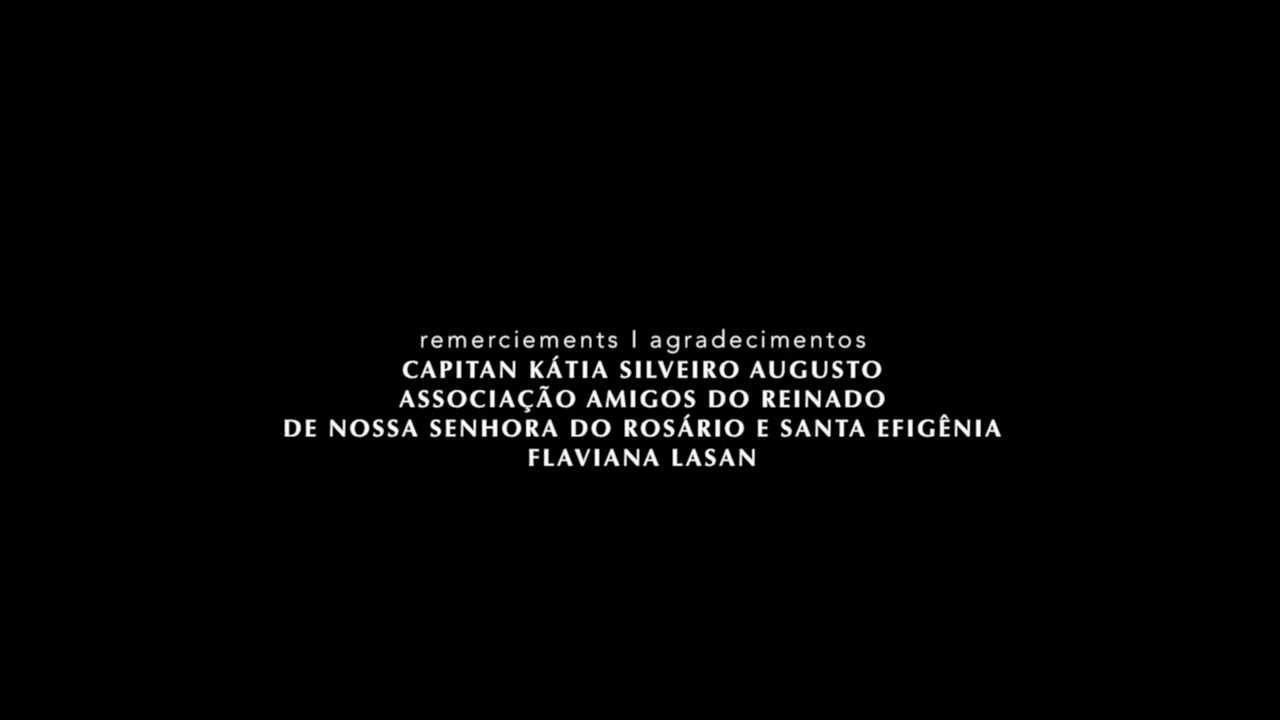 remerciements | agradecimentos
CAPITAN KÁTIA SILVEIRO AUGUSTO
ASSOCIAÇÃO AMIGOS DO REINADO
DE NOSSA SENHORA DO ROSÁRIO E SANTA EFIGÊNIA
FLAVIANA LASAN